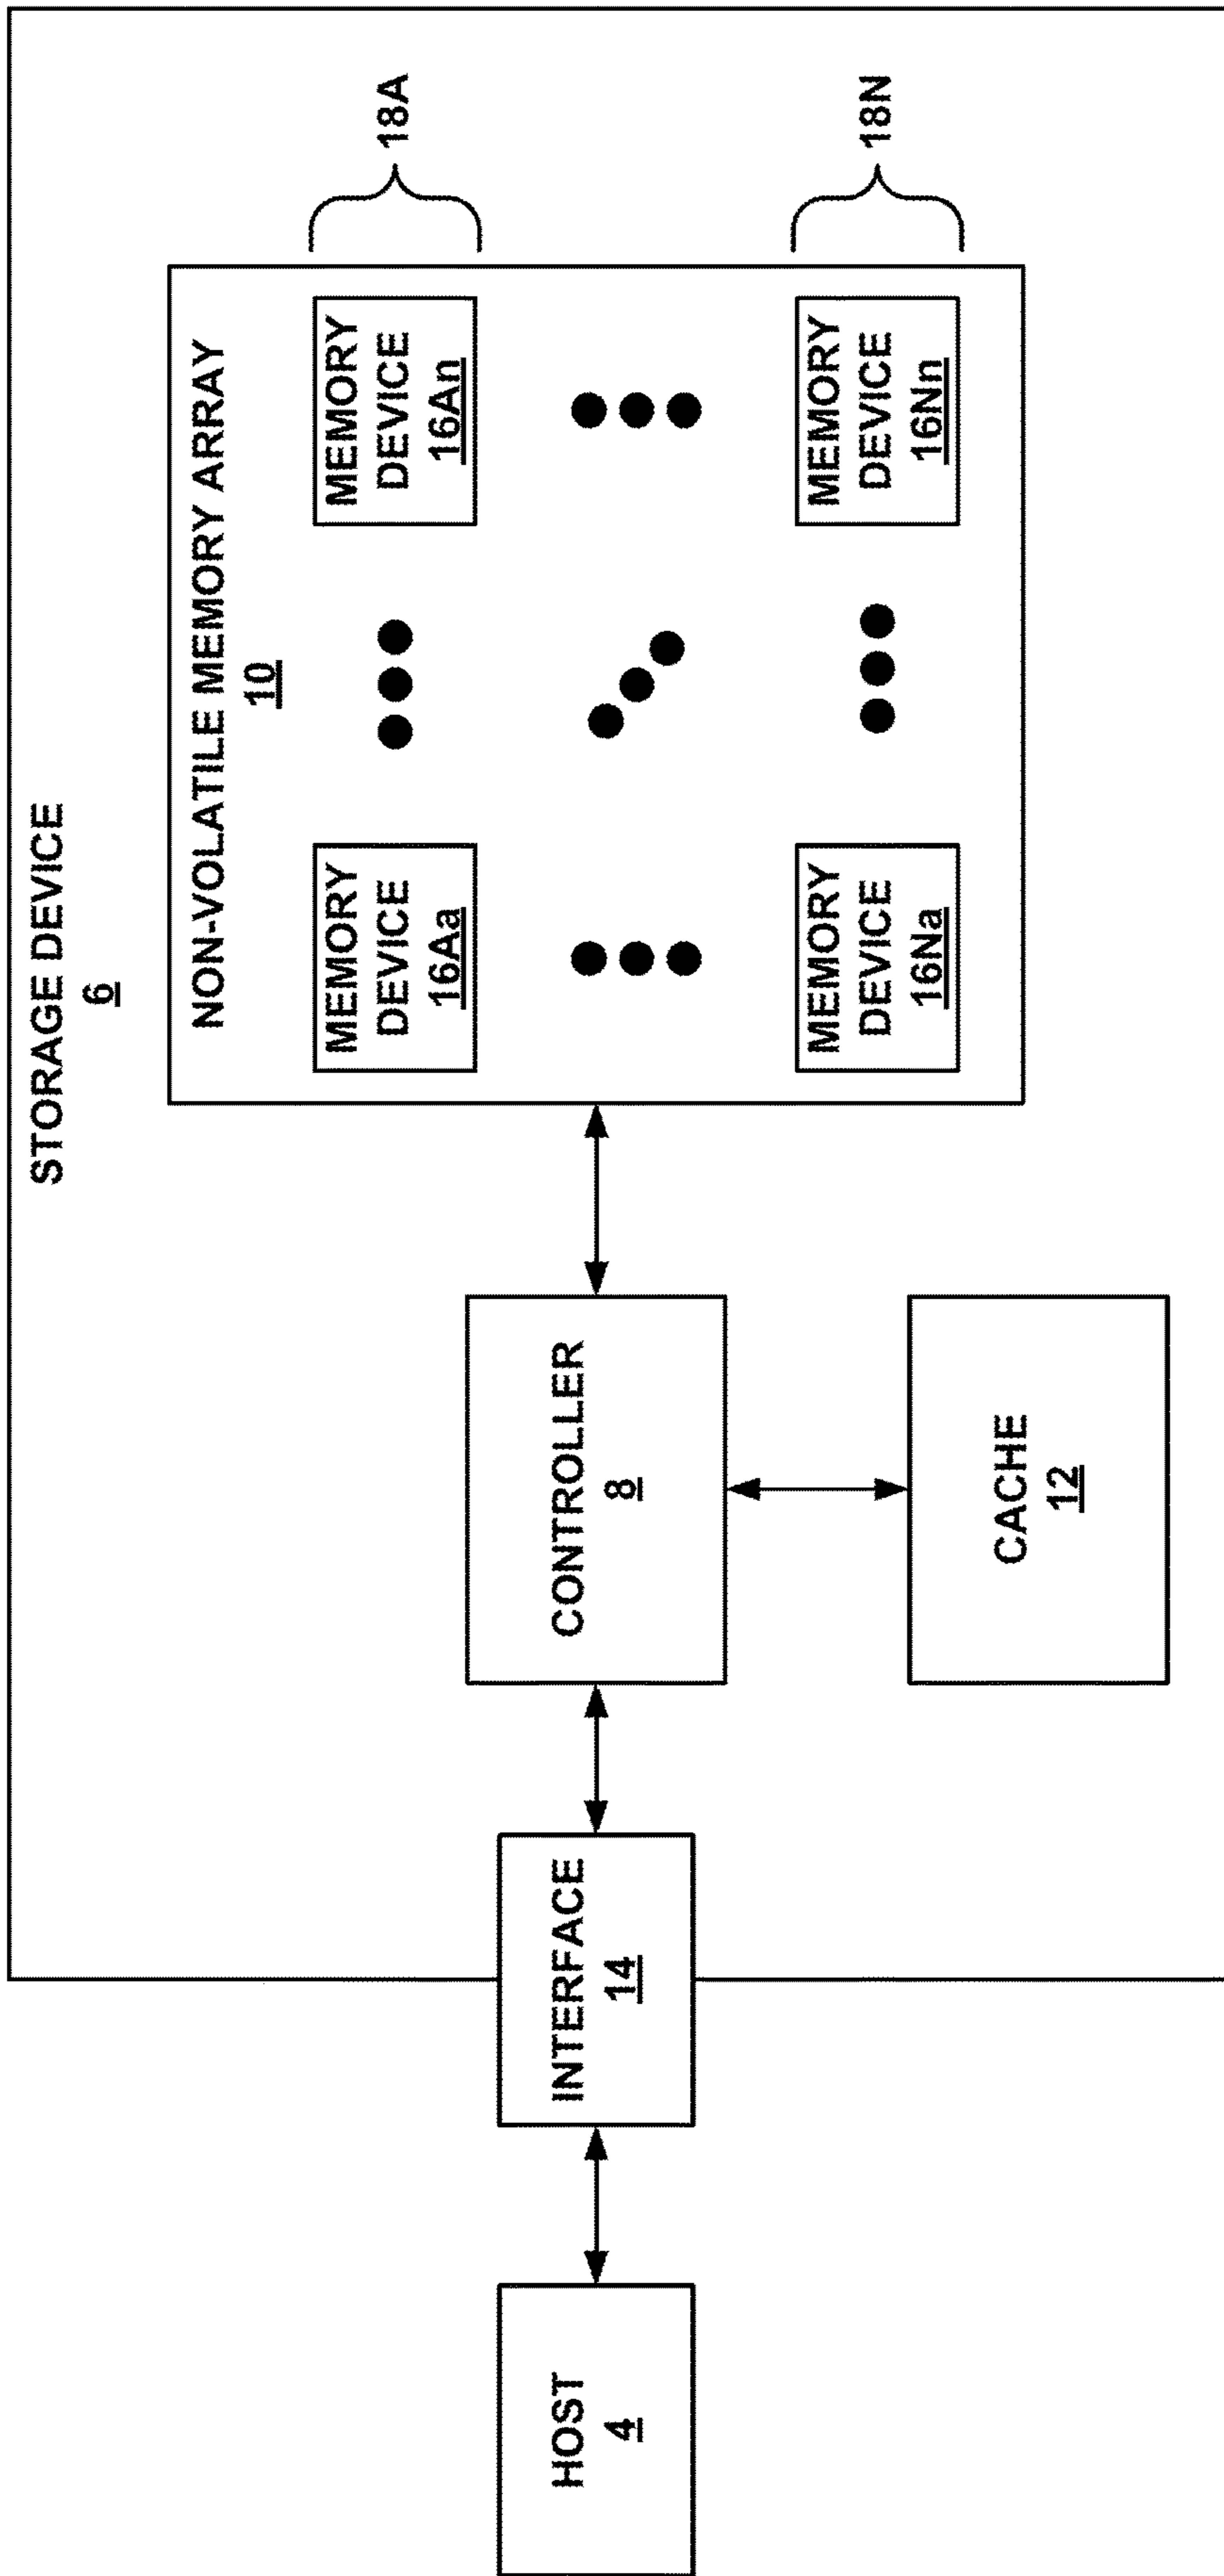 STORAGE DEVICE
6
NON-VOLATILE MEMORY ARRAY
10
MEMORY
DEVICE
16Aa
MEMORY
DEVICE
16An
18A
HOST
4
INTERFACE
14
CONTROLLER
8
CACHE
12
MEMORY
DEVICE
16Na
MEMORY
DEVICE
16Nn
18N